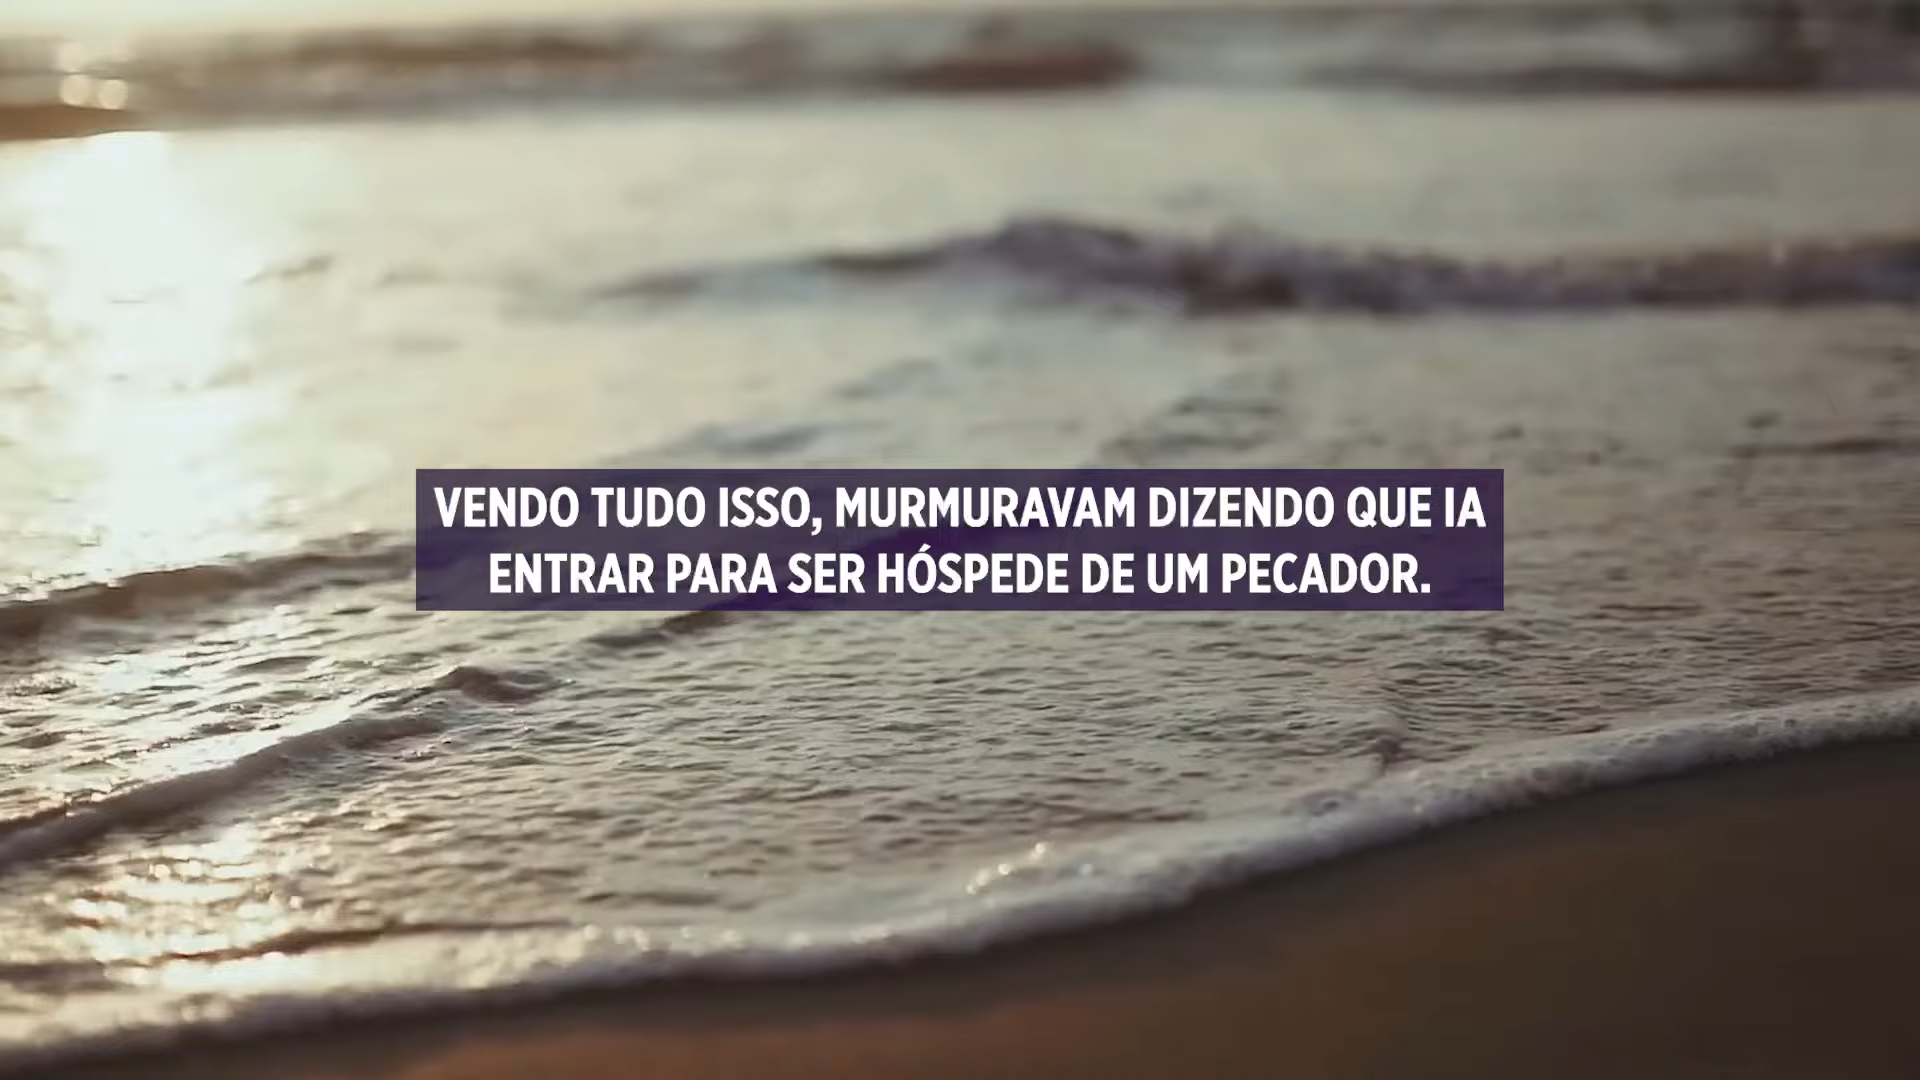 VENDO TUDO ISSO, MURMURAVAM DIZENDO QUE IA
ENTRAR PARA SER HÓSPEDE DE UM PECADOR.